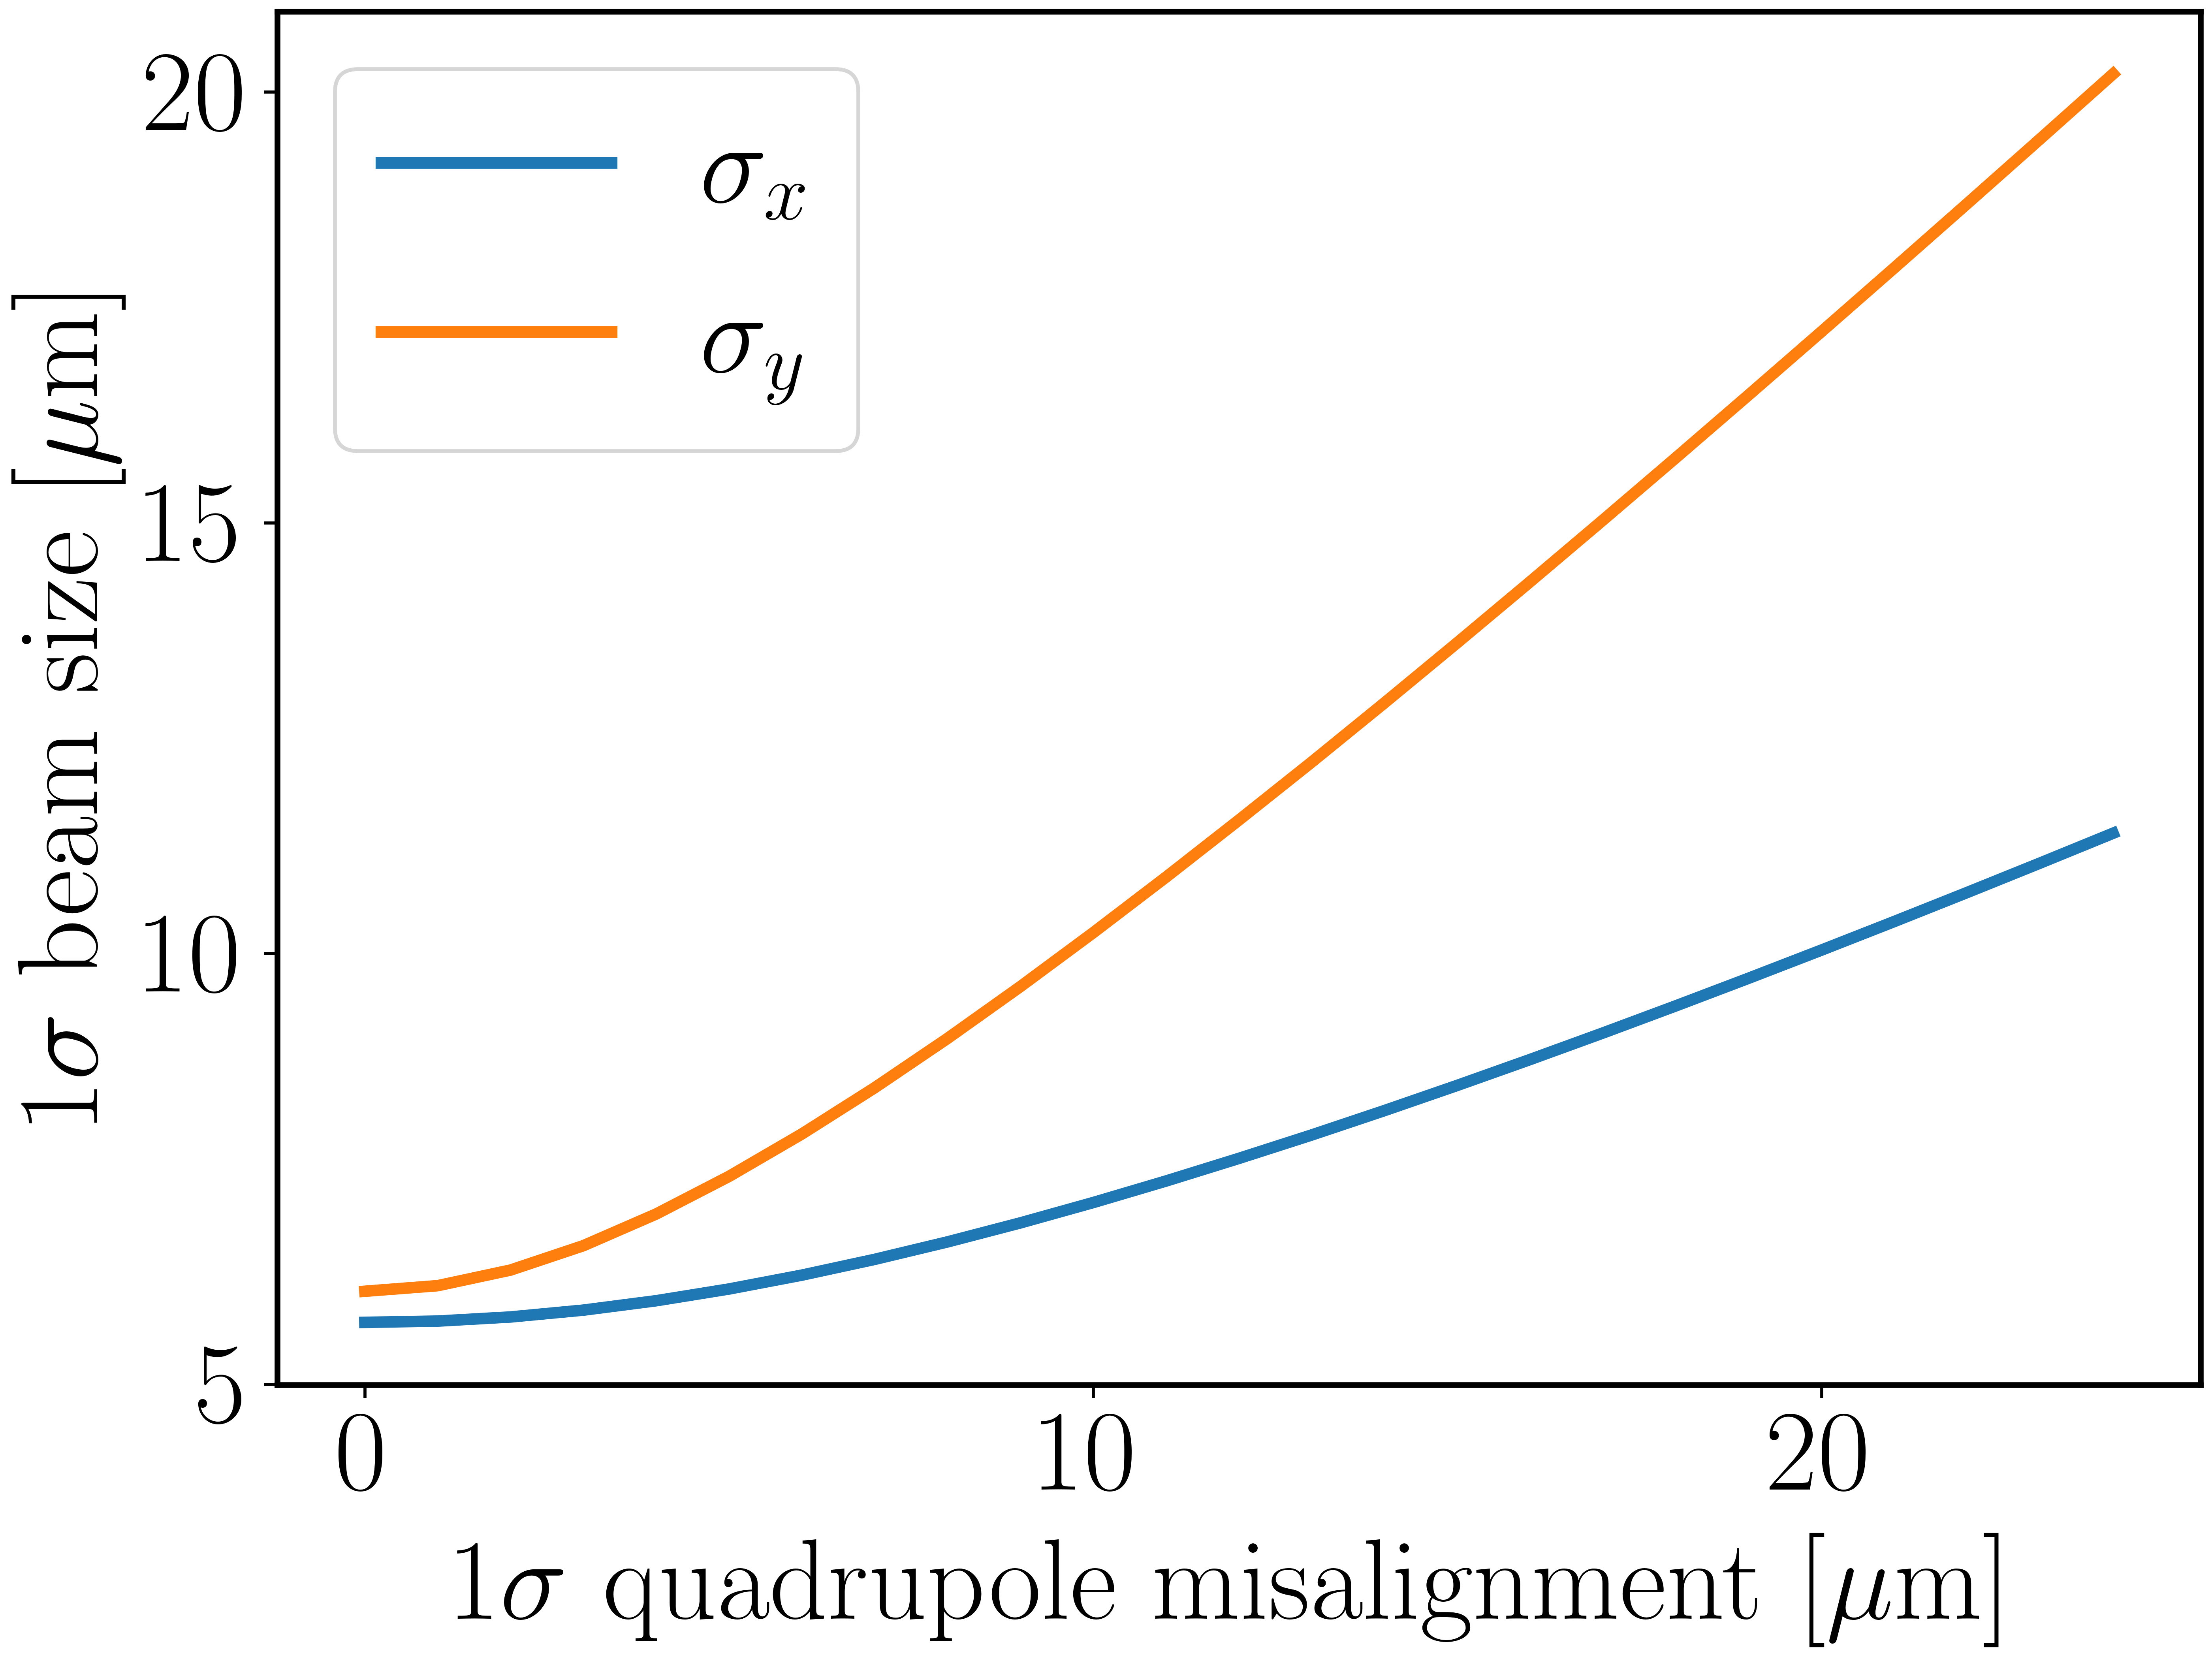 20
15
10
5
0
10
20
σx
σy
1σ beam size [μm]
1σ quadrupole misalignment [μm]